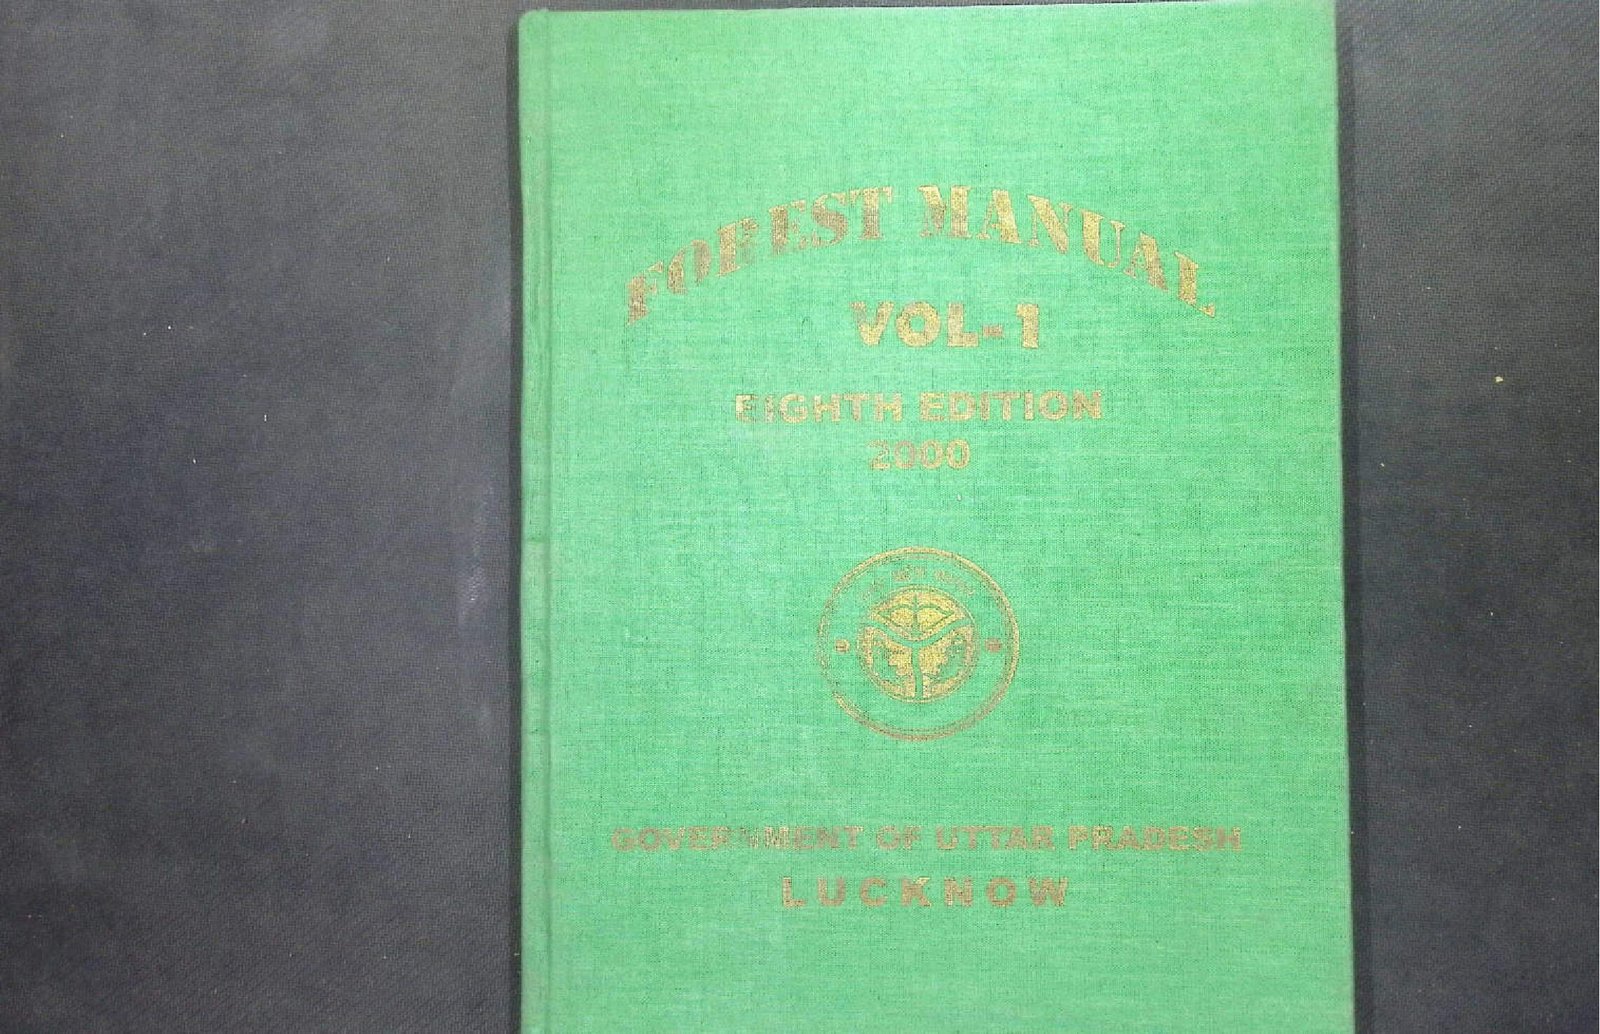 FOREST MANUAL
VOL-1
EIGHTH EDITION
2000
GOVERNMENT OF UTTAR PRADESH
LUCKNOW